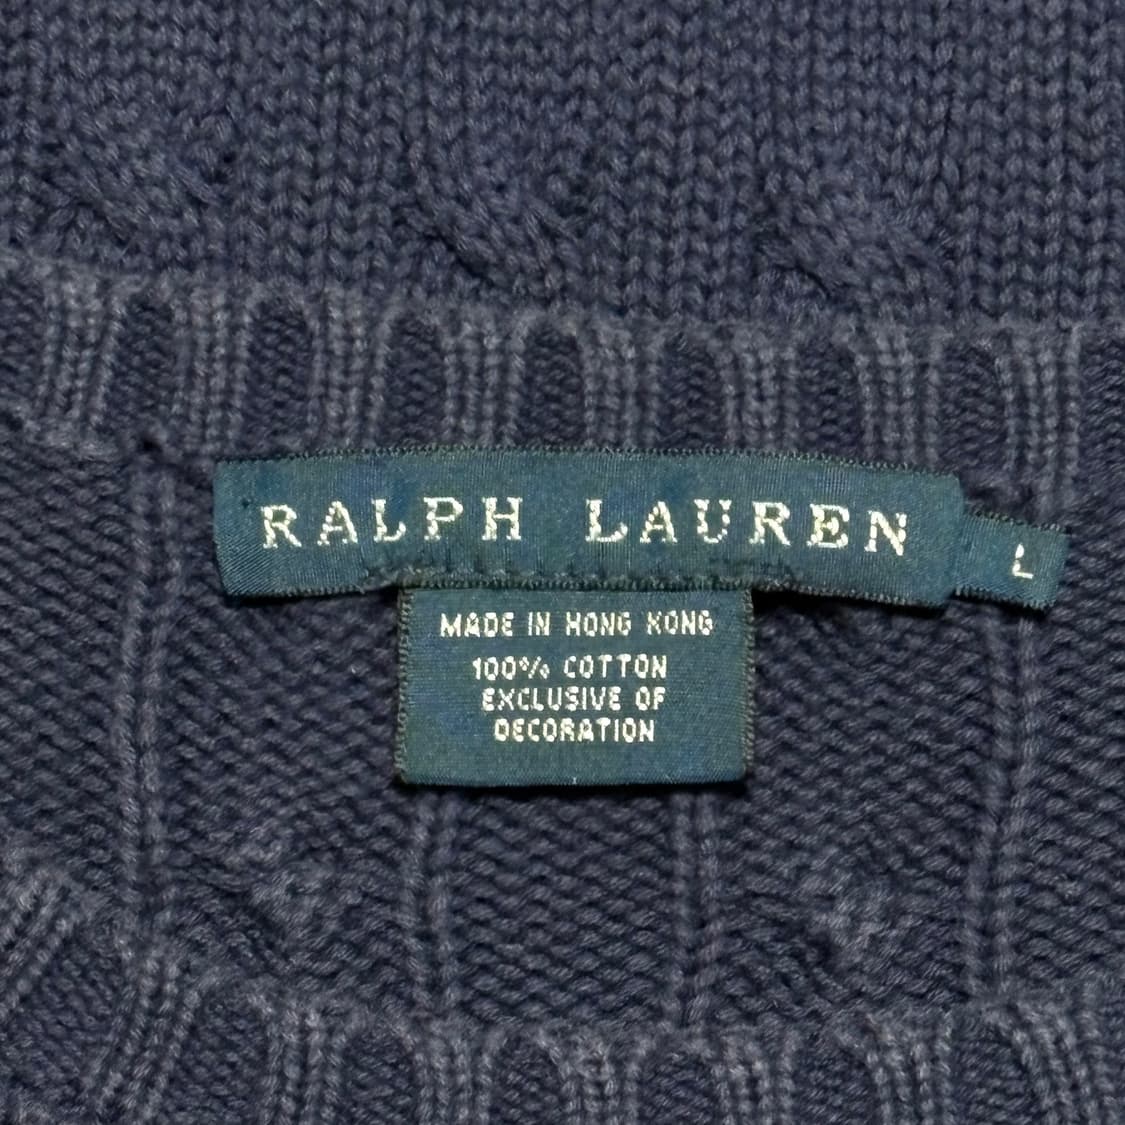 RALPH LAUREN
L
MADE IN HONG KONG
100% COTTON
EXCLUSIVE OF
DECORATION